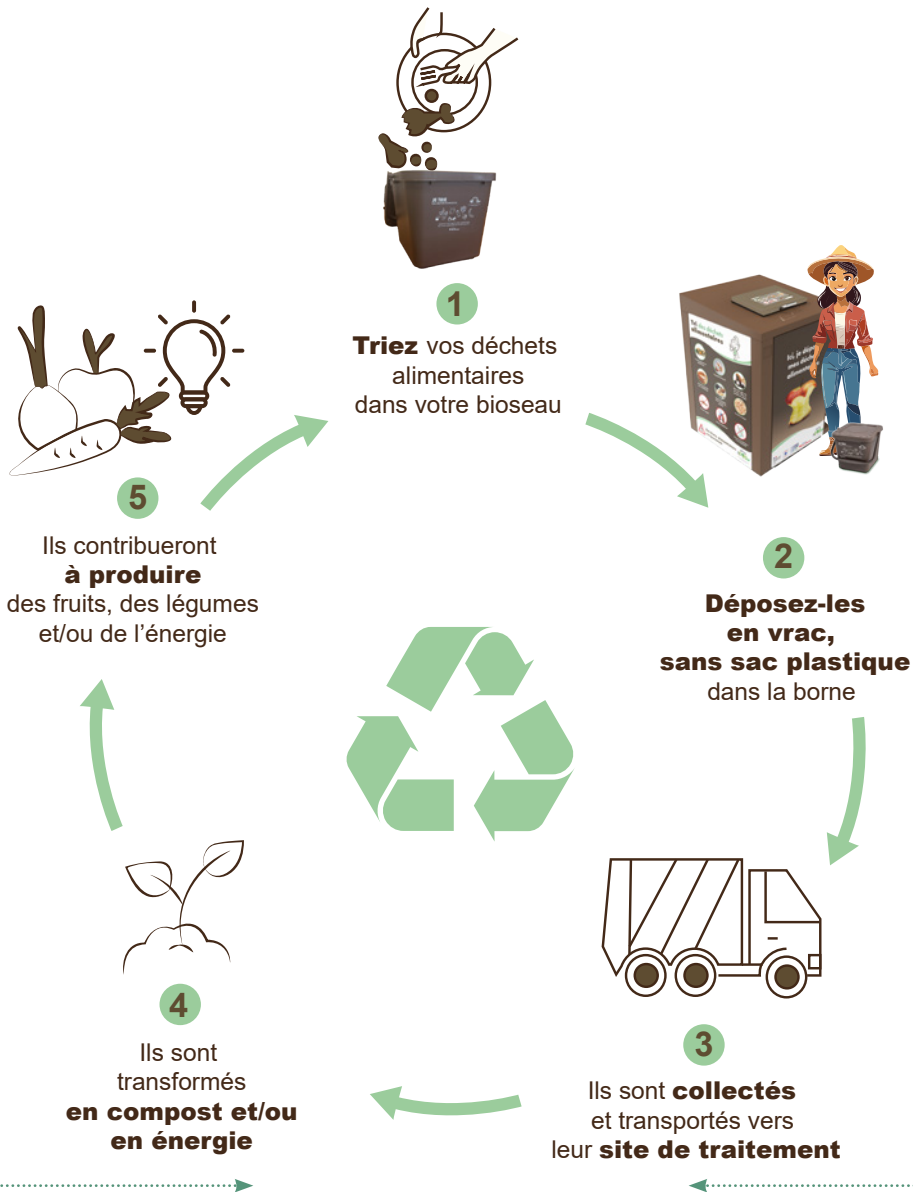 1
Triez vos déchets
alimentaires
dans votre bioseau
2
Déposez-les
en vrac,
sans sac plastique
dans la borne
3
Ils sont collectés
et transportés vers
leur site de traitement
4
Ils sont
transformés
en compost et/ou
en énergie
5
Ils contribueront
à produire
des fruits, des légumes
et/ou de l’énergie